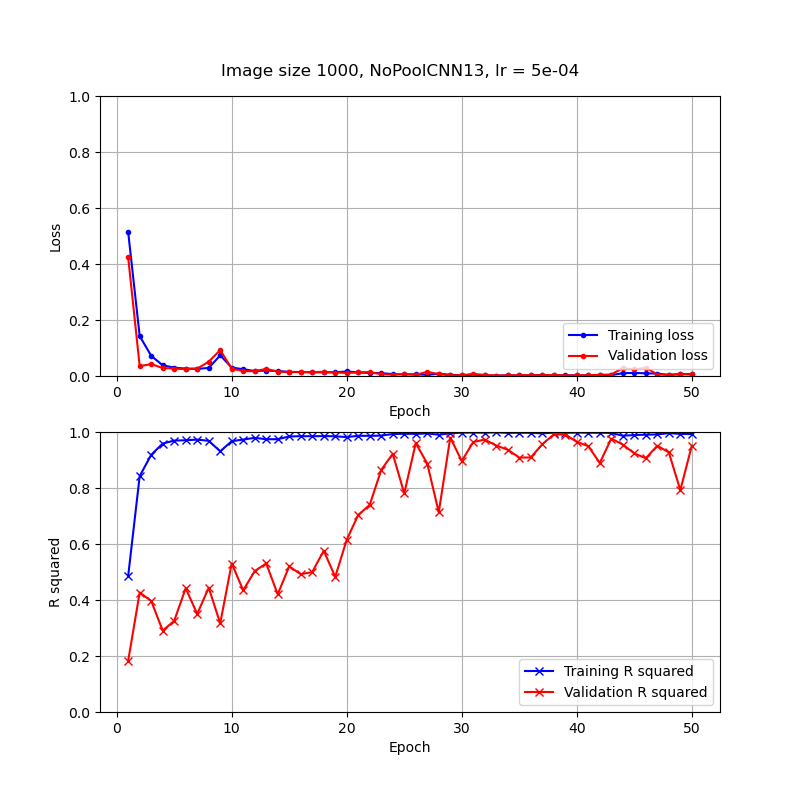 Image size 1000, NoPoolCNN13, lr = 5e-04
1.0
0.8
0.6
0.4
0.2
0.0
Loss
Training loss
Validation loss
0 10 20 30 40 50
Epoch
1.0
0.8
0.6
0.4
0.2
0.0
R squared
Training R squared
Validation R squared
0 10 20 30 40 50
Epoch